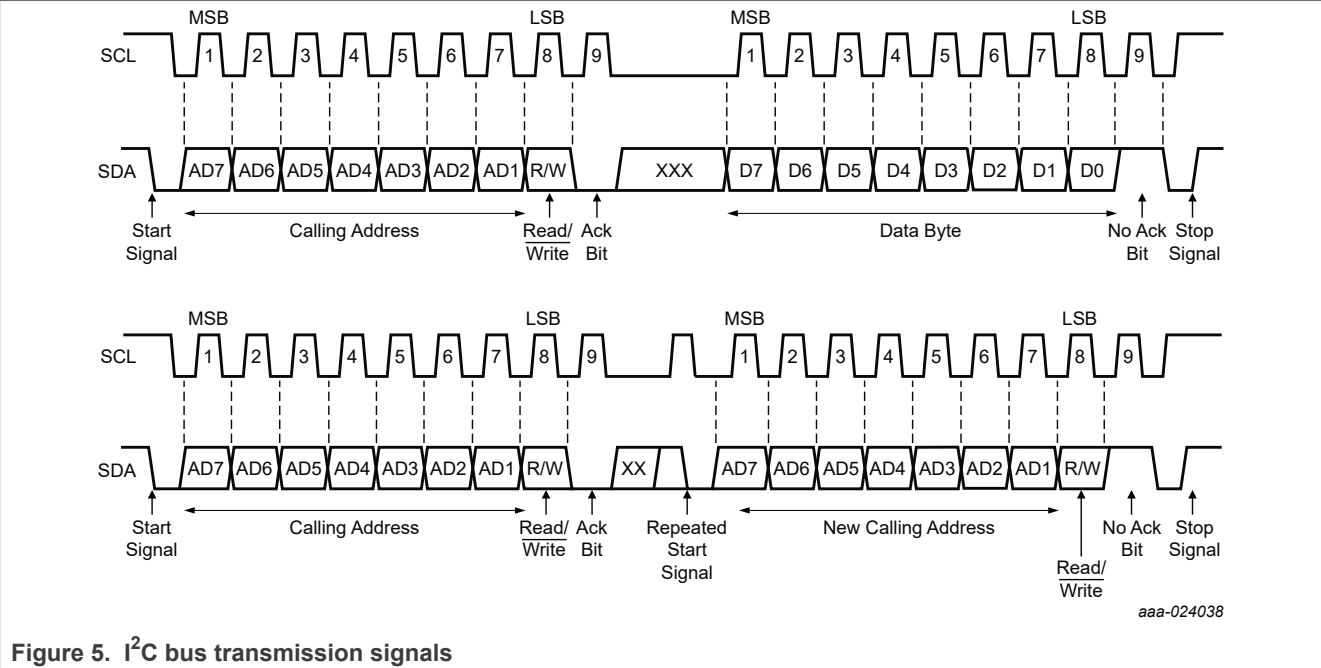 MSB LSB MSB LSB
SCL 1 2 3 4 5 6 7 8 9 1 2 3 4 5 6 7 8 9
SDA AD7 AD6 AD5 AD4 AD3 AD2 AD1 R/W XXX D7 D6 D5 D4 D3 D2 D1 D0
Start Calling Address Read/ Ack Data Byte No Ack Stop
Signal Write Bit Bit Signal
MSB LSB MSB LSB
SCL 1 2 3 4 5 6 7 8 9 1 2 3 4 5 6 7 8 9
SDA AD7 AD6 AD5 AD4 AD3 AD2 AD1 R/W XX AD7 AD6 AD5 AD4 AD3 AD2 AD1 R/W
Start Calling Address Read/ Ack Repeated New Calling Address No Ack Stop
Signal Write Bit Start Bit Signal
Signal Read/
Write
aaa-024038
Figure 5. I²C bus transmission signals